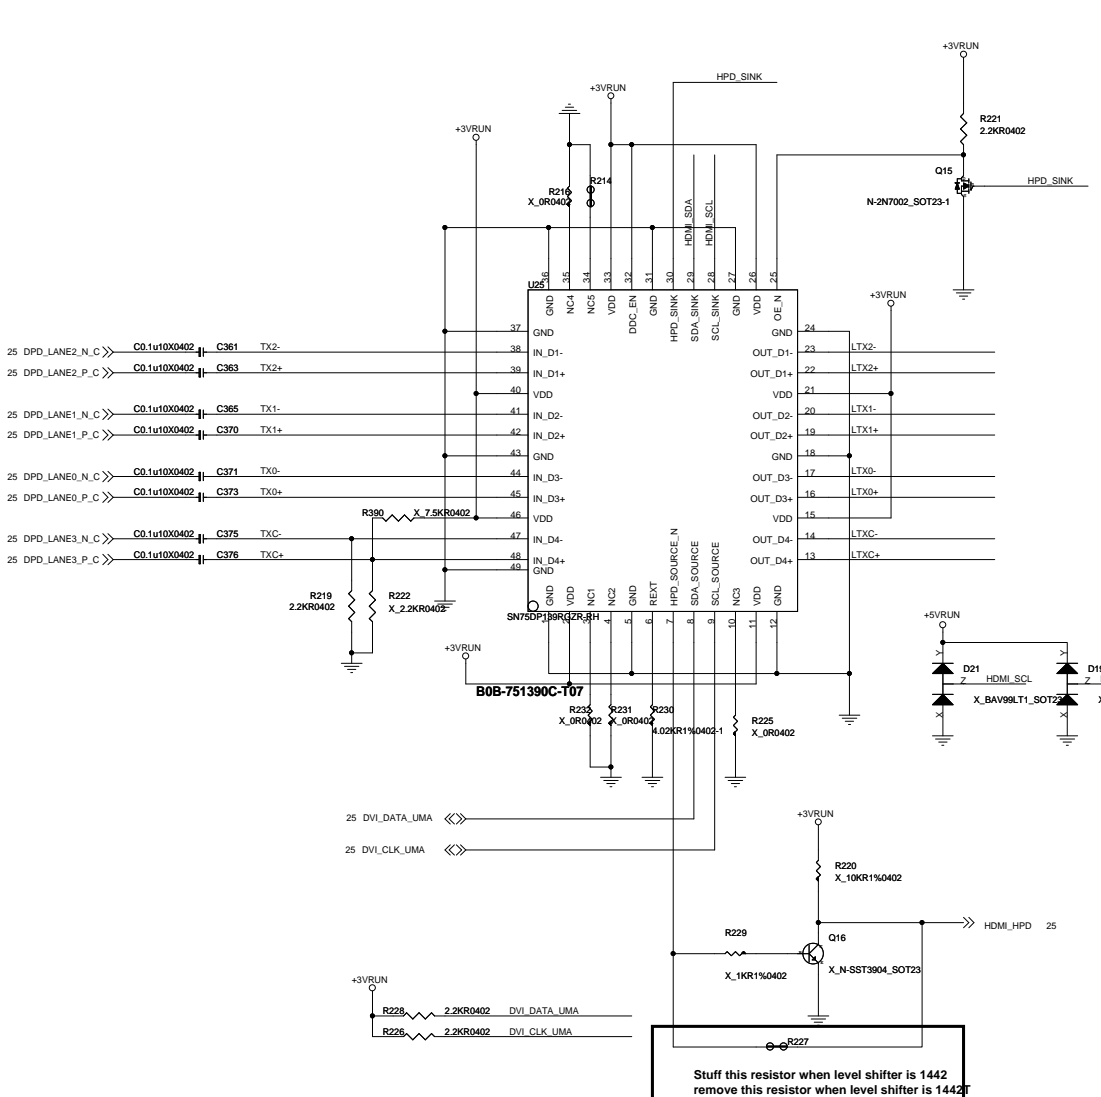 +3VRUN
HPD_SINK
+3VRUN
R221
2.2KR0402
+3VRUN
Q15
HPD_SINK
N-2N7002_SOT23-1
R216
X_0R0402
R214
HDMI_SDA
HDMI_SCL
+3VRUN
36 35 34 33 32 31 30 29 28 27 26 25
U25
GND NC4 NC5 VDD DDC_EN GND HPD_SINK SDA_SINK SCL_SINK GND VDD OE_N
37 GND
GND 24
25 DPD_LANE2_N_C C0.1u10X0402 C361 TX2- 38 IN_D1-
OUT_D1- 23 LTX2-
25 DPD_LANE2_P_C C0.1u10X0402 C363 TX2+ 39 IN_D1+
OUT_D1+ 22 LTX2+
40 VDD
VDD 21
25 DPD_LANE1_N_C C0.1u10X0402 C365 TX1- 41 IN_D2-
OUT_D2- 20 LTX1-
25 DPD_LANE1_P_C C0.1u10X0402 C370 TX1+ 42 IN_D2+
OUT_D2+ 19 LTX1+
43 GND
GND 18
25 DPD_LANE0_N_C C0.1u10X0402 C371 TX0- 44 IN_D3-
OUT_D3- 17 LTX0-
25 DPD_LANE0_P_C C0.1u10X0402 C373 TX0+ 45 IN_D3+
OUT_D3+ 16 LTX0+
R390 X_7.5KR0402 46 VDD
VDD 15
25 DPD_LANE3_N_C C0.1u10X0402 C375 TXC- 47 IN_D4-
OUT_D4- 14 LTXC-
25 DPD_LANE3_P_C C0.1u10X0402 C376 TXC+ 48 IN_D4+
OUT_D4+ 13 LTXC+
49 GND
GND VDD NC1 NC2 GND REXT HPD_SOURCE_N SDA_SOURCE SCL_SOURCE NC3 VDD GND
1 2 3 4 5 6 7 8 9 10 11 12
R219
2.2KR0402
R222
X_2.2KR0402
SN75DP139RGZR-RH
+3VRUN
B0B-751390C-T07
+5VRUN
Y
D21
Z
HDMI_SCL
X_BAV99LT1_SOT23
X
Y
D19
Z
X
X
R232
X_0R0402
R231
X_0R0402
R230
4.02KR1%0402-1
R225
X_0R0402
25 DVI_DATA_UMA
25 DVI_CLK_UMA
+3VRUN
R220
X_10KR1%0402
HDMI_HPD 25
R229
X_1KR1%0402
Q16
X_N-SST3904_SOT23
+3VRUN
R228 2.2KR0402 DVI_DATA_UMA
R226 2.2KR0402 DVI_CLK_UMA
R227
Stuff this resistor when level shifter is 1442
remove this resistor when level shifter is 1442T